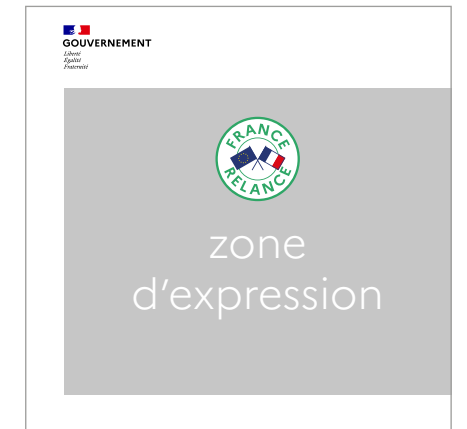 GOUVERNEMENT
Liberté
Égalité
Fraternité
FRANCE
RELANCE
zone
d'expression